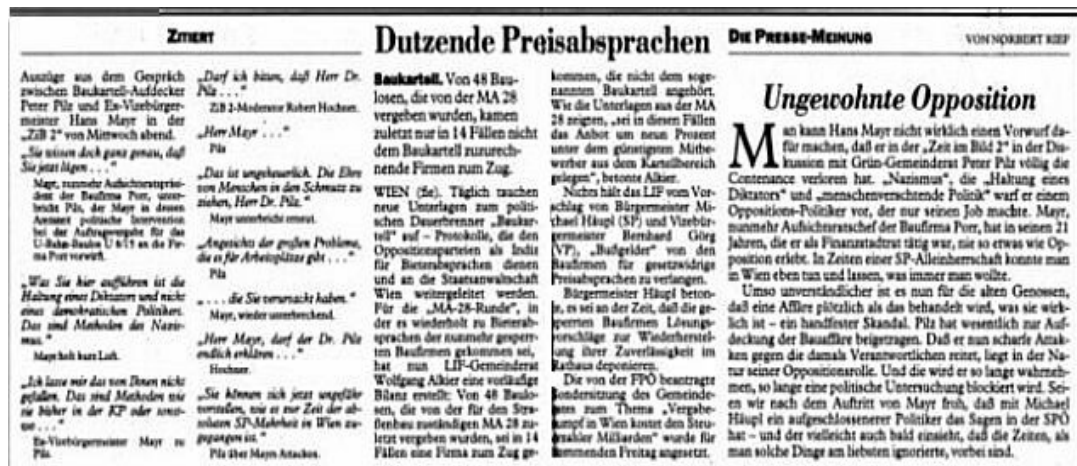 ZITIERT
Auszüge aus dem Gespräch
zwischen Baukartell-Aufdecker
Peter Pilz und Ex-Vizebürger-
meister Hans Mayr in der
„ZiB 2“ von Mittwoch abend.
„Sie wissen doch ganz genau, daß
Sie jetzt lügen . . .“
Mayr, nunmehr Aufsichtsratspräsi-
dent der Baufirma Porr, unter-
bricht Pilz, der Mayr in dessen
Amtszeit politische Intervention
bei der Auftragsvergabe für das
U-Bahn-Baulos U 6/15 an die Fir-
ma Porr vorwirft.
„Was Sie hier aufführen ist die
Haltung eines Diktators und nicht
eines demokratischen Politikers.
Das sind Methoden des Nazis-
mus.“
Mayr holt kurz Luft.
„Ich lasse mir das von Ihnen nicht
gefallen. Das sind Methoden wie
sie bisher in der KP oder sonst-
Ex-Vizebürgermeister Mayr zu
Pilz.
„Darf ich bitten, daß Herr Dr.
Pilz . . .“
ZiB 2-Moderator Robert Hochner.
„Herr Mayr . . .“
Pilz
„Das ist ungeheuerlich. Die Ehre
von Menschen in den Schmutz zu
ziehen, Herr Dr. Pilz.“
Mayr unterbricht erneut.
„Angesichts der großen Probleme,
die es für Arbeitsplätze gibt . . .“
Pilz
„. . . die Sie verursacht haben.“
Mayr, wieder unterbrechend.
„Herr Mayr, darf der Dr. Pilz
endlich erklären . . .“
Hochner.
„Sie können sich jetzt ungefähr
vorstellen, wie es zur Zeit der ab-
soluten SP-Mehrheit in Wien zu-
gegangen ist.“
Pilz über Mayrs Attacken.
Dutzende Preisabsprachen
Baukartell. Von 48 Bau-
losen, die von der MA 28
vergeben wurden, kamen
zuletzt nur in 14 Fällen nicht
dem Baukartell zuzurech-
nende Firmen zum Zug.
WIEN (fie). Täglich tauchen
neue Unterlagen zum politi-
schen Dauerbrenner „Baukar-
tell“ auf – Protokolle, die den
Oppositionsparteien als Indiz
für Bieterabsprachen dienen
und an die Staatsanwaltschaft
Wien weitergeleitet werden.
Für die „MA-28-Runde“, in
der es wiederholt zu Bieterab-
sprachen der nunmehr gesperr-
ten Baufirmen gekommen sei,
hat nun LIF-Gemeinderat
Wolfgang Alkier eine vorläufige
Bilanz erstellt: Von 48 Baulo-
sen, die von der für den Stra-
ßenbau zuständigen MA 28 zu-
letzt vergeben wurden, sei in 14
Fällen eine Firma zum Zug ge-
kommen, die nicht dem soge-
nannten Baukartell angehört.
Wie die Unterlagen aus der MA
28 zeigten, „sei in diesen Fällen
das Anbot um neun Prozent
unter dem günstigsten Mitbe-
werber aus dem Kartellbereich
gelegen“, betonte Alkier.
Nichts hält das LIF vom Vor-
schlag von Bürgermeister Mi-
chael Häupl (SP) und Vizebür-
germeister Bernhard Görg
(VP), „Bußgelder“ von den
Baufirmen für gesetzwidrige
Preisabsprachen zu verlangen.
Bürgermeister Häupl beton-
te, es sei an der Zeit, daß die ge-
sperrten Baufirmen Lösungs-
vorschläge zur Wiederherstel-
lung ihrer Zuverlässigkeit im
Rathaus deponieren.
Die von der FPÖ beantragte
Sondersitzung des Gemeinde-
rates zum Thema „Vergabe-
sumpf in Wien kostet den Steu-
erzahler Milliarden“ wurde für
kommenden Freitag angesetzt.
DIE PRESSE-MEINUNG
VON NORBERT RIEF
Ungewohnte Opposition
Man kann Hans Mayr nicht wirklich einen Vorwurf da-
für machen, daß er in der „Zeit im Bild 2“ in der Dis-
kussion mit Grün-Gemeinderat Peter Pilz völlig die
Contenance verloren hat. „Nazismus“, die „Haltung eines
Diktators“ und „menschenverachtende Politik“ warf er einem
Oppositions-Politiker vor, der nur seinen Job machte. Mayr,
nunmehr Aufsichtsratschef der Baufirma Porr, hat in seinen 21
Jahren, die er als Finanzstadtrat tätig war, nie so etwas wie Op-
position erlebt. In Zeiten einer SP-Alleinherrschaft konnte man
in Wien eben tun und lassen, was immer man wollte.
Umso unverständlicher ist es nun für die alten Genossen,
daß eine Affäre plötzlich als das behandelt wird, was sie wirk-
lich ist – ein handfester Skandal. Pilz hat wesentlich zur Auf-
deckung der Bauaffäre beigetragen. Daß er nun scharfe Attak-
ken gegen die damals Verantwortlichen reitet, liegt in der Na-
tur seiner Oppositionsrolle. Und die wird er so lange wahrneh-
men, so lange eine politische Untersuchung blockiert wird. Sei-
en wir nach dem Auftritt von Mayr froh, daß mit Michael
Häupl ein aufgeschlossenerer Politiker das Sagen in der SPÖ
hat – und der vielleicht auch bald einsieht, daß die Zeiten, als
man solche Dinge am liebsten ignorierte, vorbei sind.